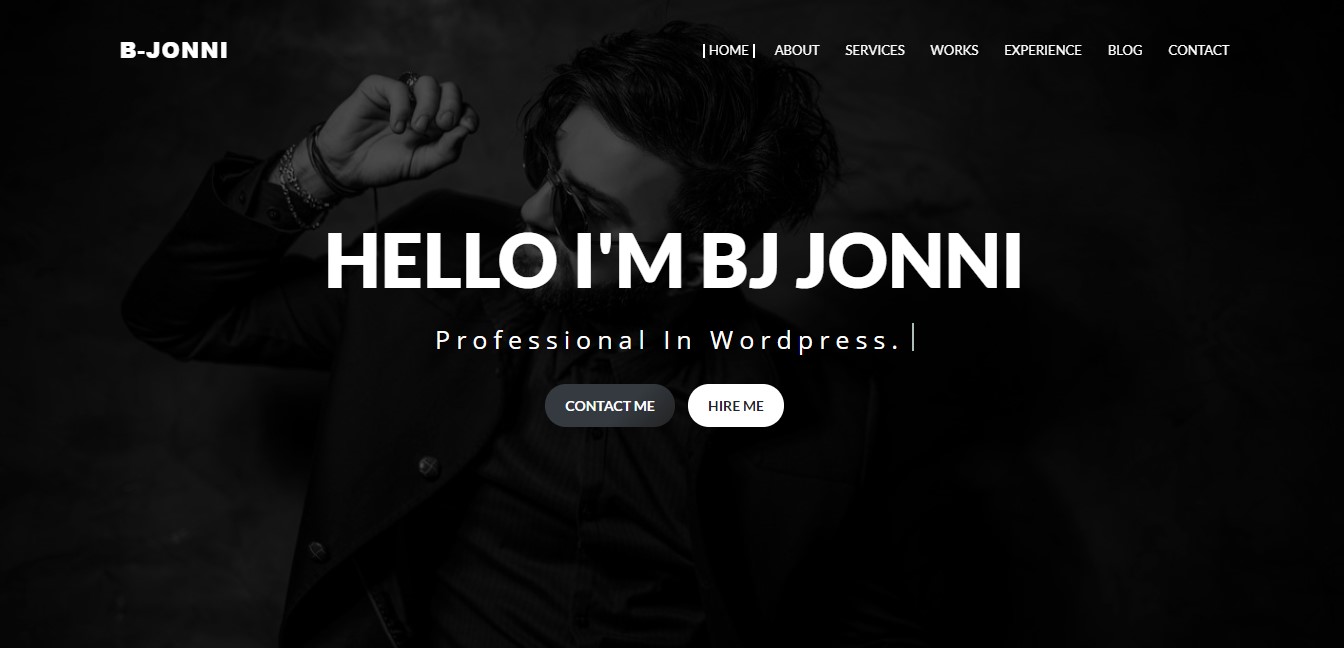 B-JONNI
HOME ABOUT SERVICES WORKS EXPERIENCE BLOG CONTACT
HELLO I'M BJ JONNI
Professional In Wordpress.
CONTACT ME HIRE ME